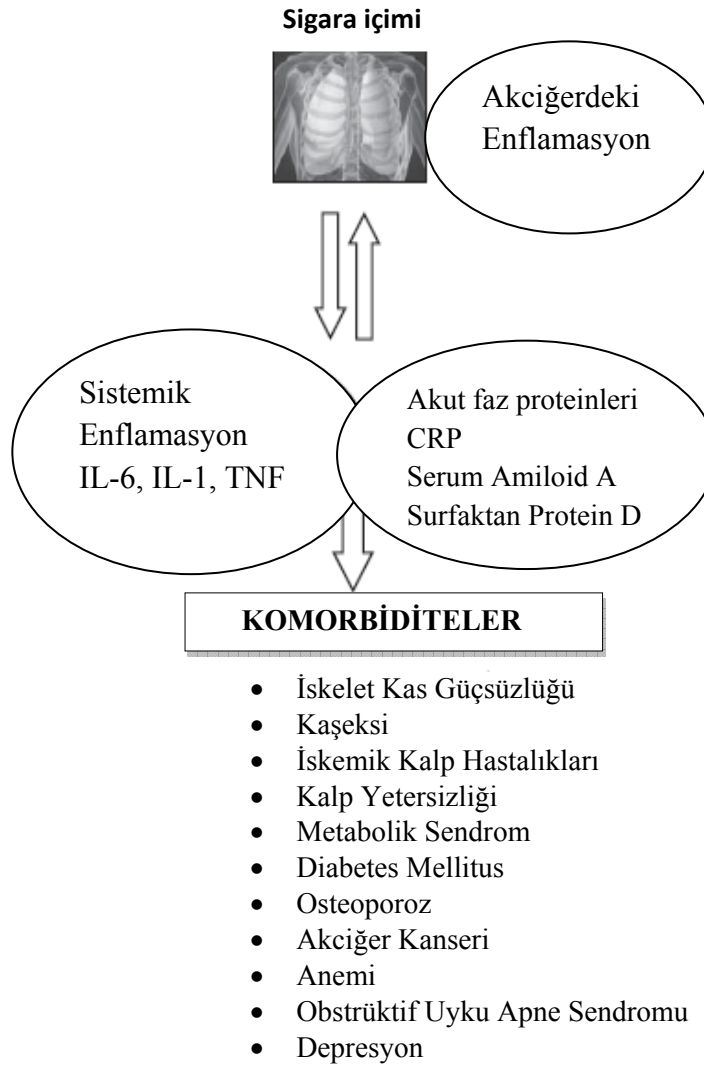 Sigara içimi
Akciğerdeki
Enflamasyon
Sistemik
Enflamasyon
IL-6, IL-1, TNF
Akut faz proteinleri
CRP
Serum Amiloid A
Surfaktan Protein D
KOMORBİDİTELER
• İskelet Kas Güçsüzlüğü
• Kaşeksi
• İskemik Kalp Hastalıkları
• Kalp Yetersizliği
• Metabolik Sendrom
• Diabetes Mellitus
• Osteoporoz
• Akciğer Kanseri
• Anemi
• Obstrüktif Uyku Apne Sendromu
• Depresyon